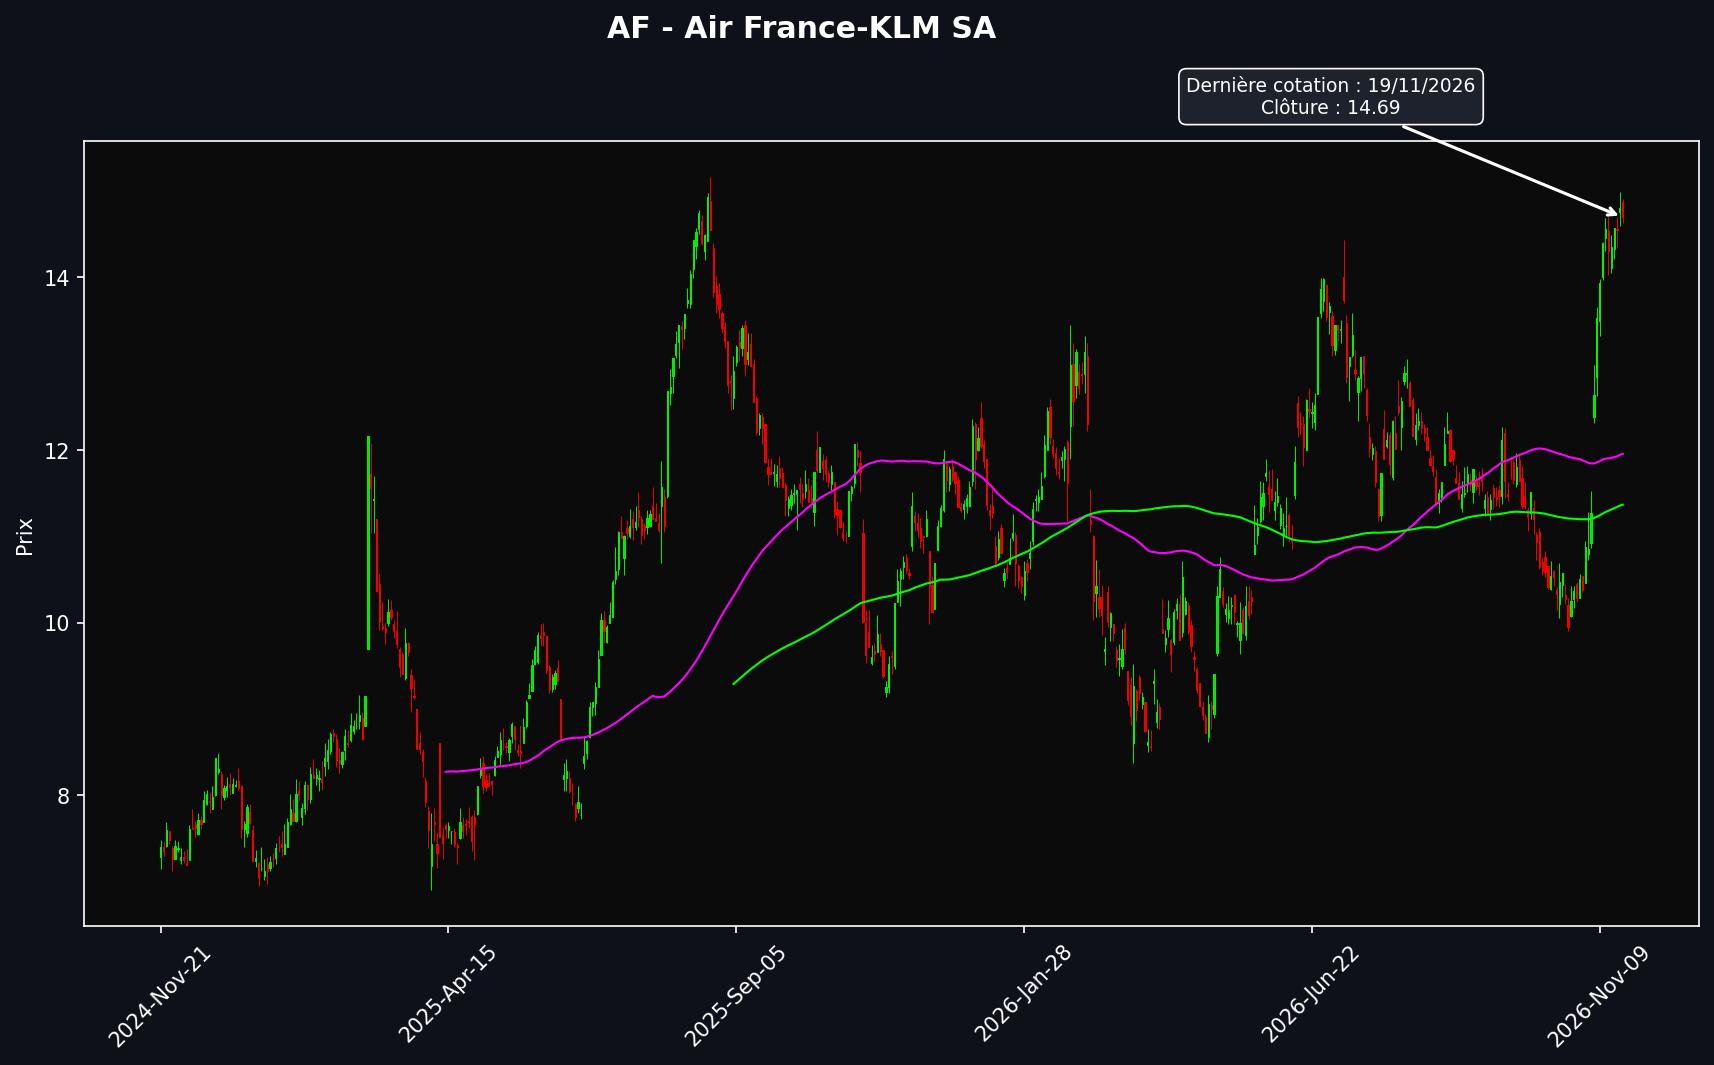 AF - Air France-KLM SA
Dernière cotation : 19/11/2026
Clôture : 14.69
Prix
14
12
10
8
2024-Nov-21
2025-Apr-15
2025-Sep-05
2026-Jan-28
2026-Jun-22
2026-Nov-09